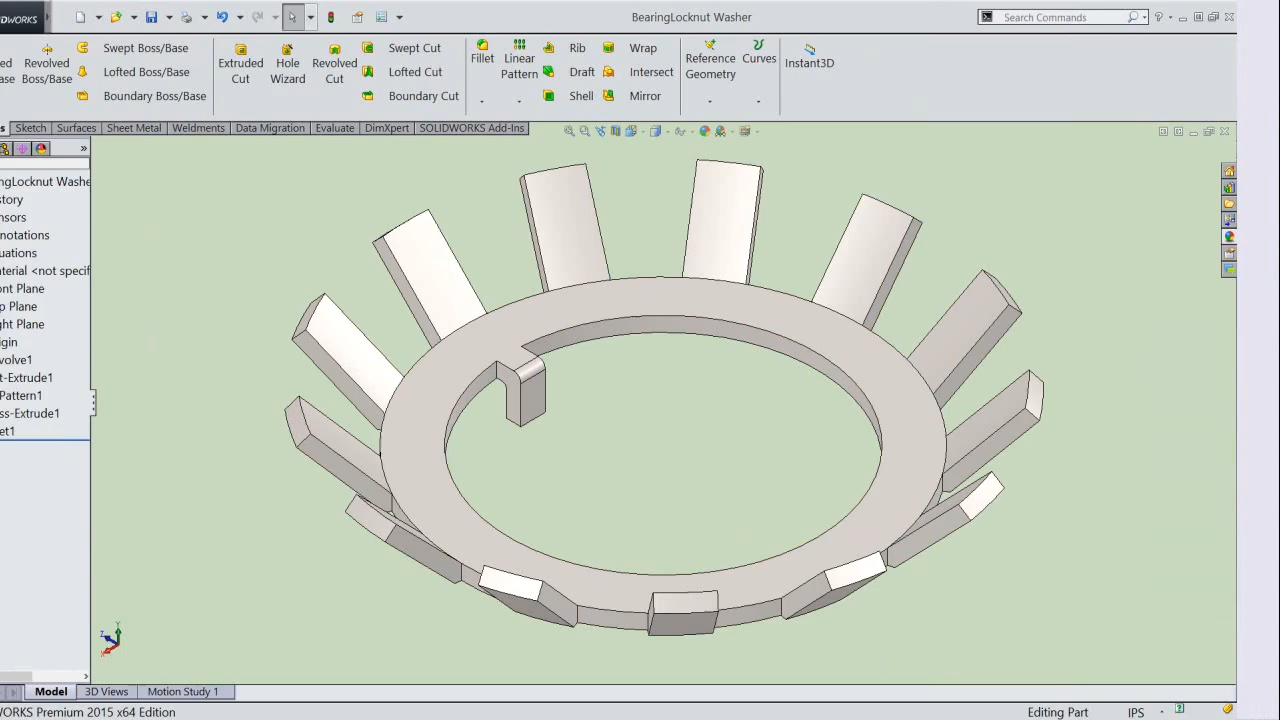 ODWORKS
BearingLocknut Washer
Search Commands
Revolved Boss/Base
Swept Boss/Base
Lofted Boss/Base
Boundary Boss/Base
Extruded Cut
Hole Wizard
Revolved Cut
Swept Cut
Lofted Cut
Boundary Cut
Fillet
Linear Pattern
Rib
Draft
Shell
Wrap
Intersect
Mirror
Reference Geometry
Curves
Instant3D
Sketch
Surfaces
Sheet Metal
Weldments
Data Migration
Evaluate
DimXpert
SOLIDWORKS Add-Ins
ngLocknut Washe
story
nsors
notations
uations
aterial <not specif
ont Plane
p Plane
ght Plane
igin
volve1
t-Extrude1
Pattern1
ss-Extrude1
et1
Y
Z
X
Model
3D Views
Motion Study 1
WORKS Premium 2015 x64 Edition
Editing Part
IPS